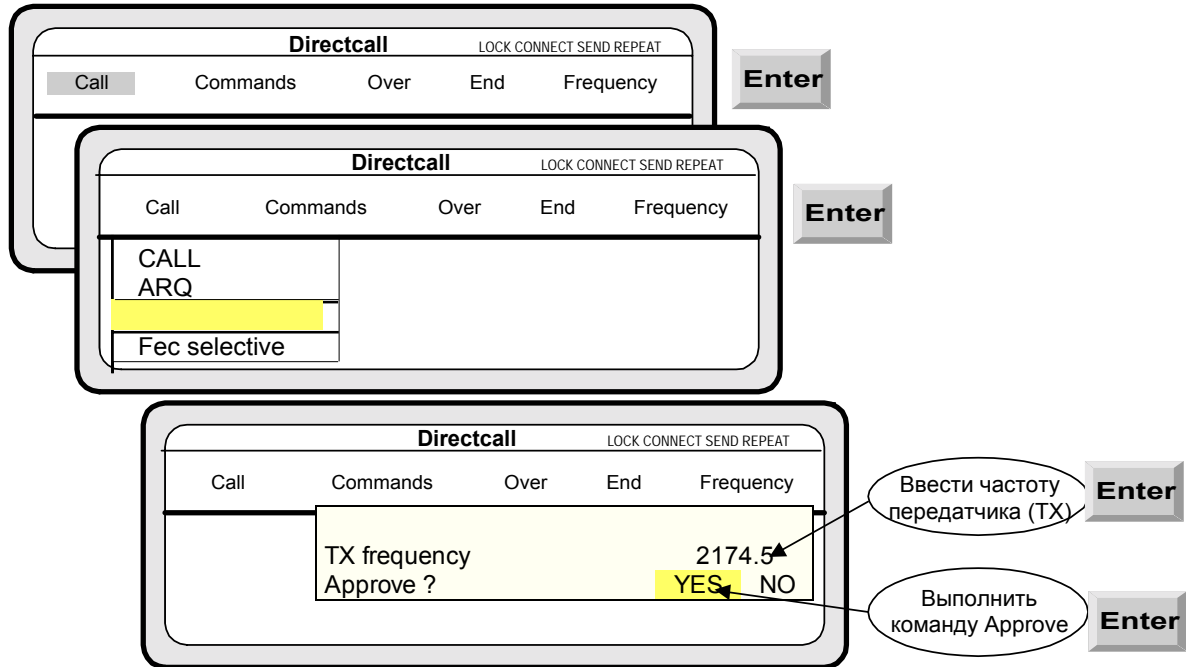 Directcall LOCK CONNECT SEND REPEAT
Call Commands Over End Frequency
Enter
Directcall LOCK CONNECT SEND REPEAT
Call Commands Over End Frequency
Enter
CALL
ARQ
Fec selective
Directcall LOCK CONNECT SEND REPEAT
Call Commands Over End Frequency
TX frequency 2174.5
Approve ? YES NO
Ввести частоту
передатчика (TX)
Enter
Выполнить
команду Approve
Enter